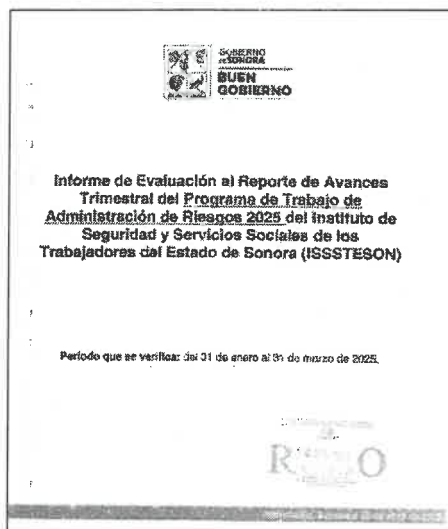 GOBIERNO
DE SONORA
BUEN
GOBIERNO
Informe de Evaluación al Reporte de Avances
Trimestral del Programa de Trabajo de
Administración de Riesgos 2025 del Instituto de
Seguridad y Servicios Sociales de los
Trabajadores del Estado de Sonora (ISSSTESON)
Período que se verifica: del 31 de enero al 31 de marzo de 2025.